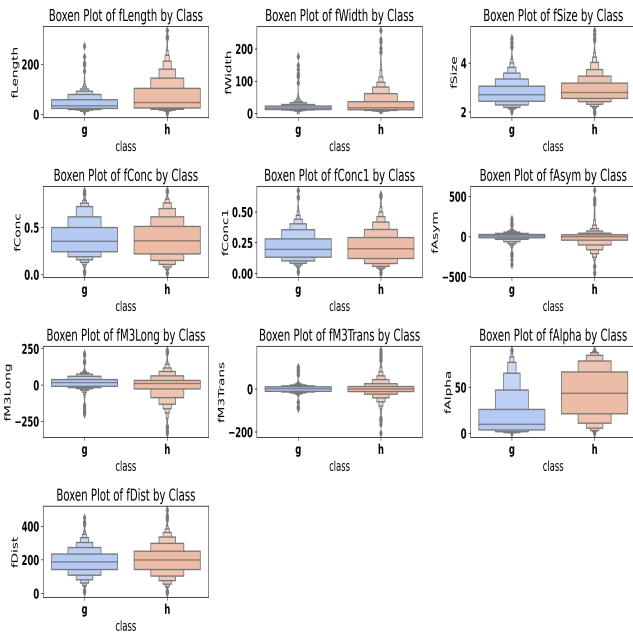 Boxen Plot of fLength by Class
fLength
200
0
g h
class
Boxen Plot of fWidth by Class
fWidth
200
100
0
g h
class
Boxen Plot of fSize by Class
fSize
4
2
g h
class
Boxen Plot of fConc by Class
fConc
0.5
0.0
g h
class
Boxen Plot of fConc1 by Class
fConc1
0.50
0.25
0.00
g h
class
Boxen Plot of fAsym by Class
fAsym
500
0
−500
g h
class
Boxen Plot of fM3Long by Class
fM3Long
250
0
−250
g h
class
Boxen Plot of fM3Trans by Class
fM3Trans
0
−200
g h
class
Boxen Plot of fAlpha by Class
fAlpha
50
0
g h
class
Boxen Plot of fDist by Class
fDist
400
200
0
g h
class